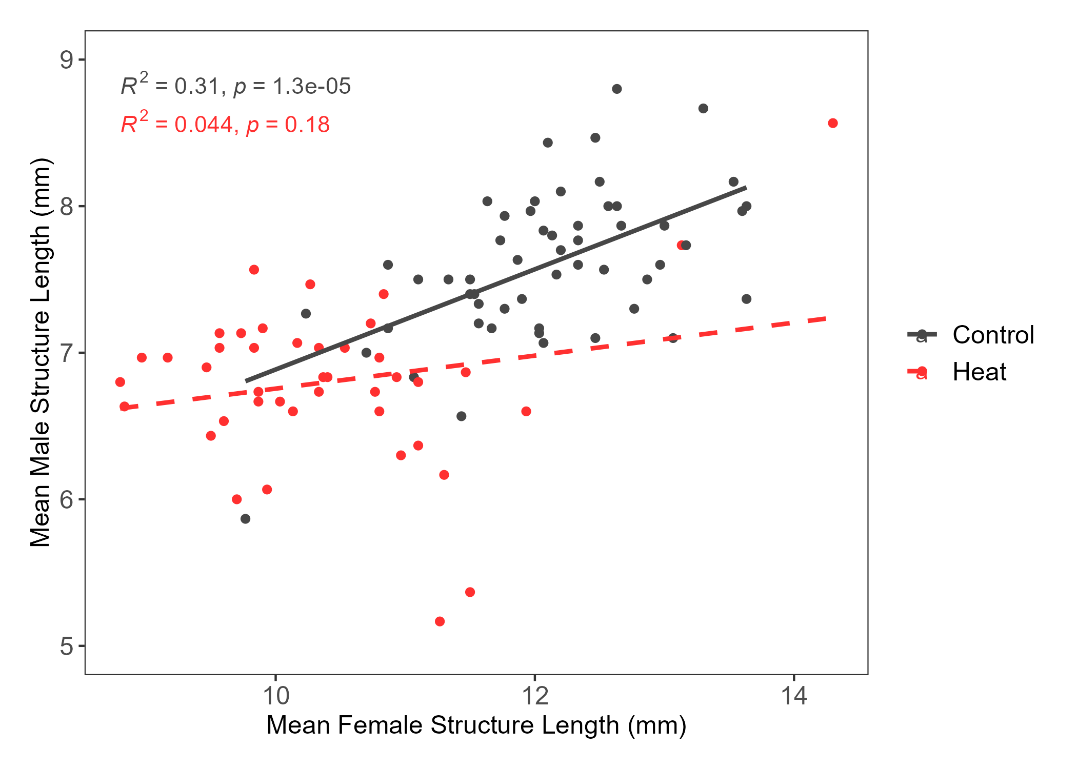 R² = 0.31, p = 1.3e-05
R² = 0.044, p = 0.18
9
8
7
6
5
10 12 14
Mean Male Structure Length (mm)
Mean Female Structure Length (mm)
Control
Heat